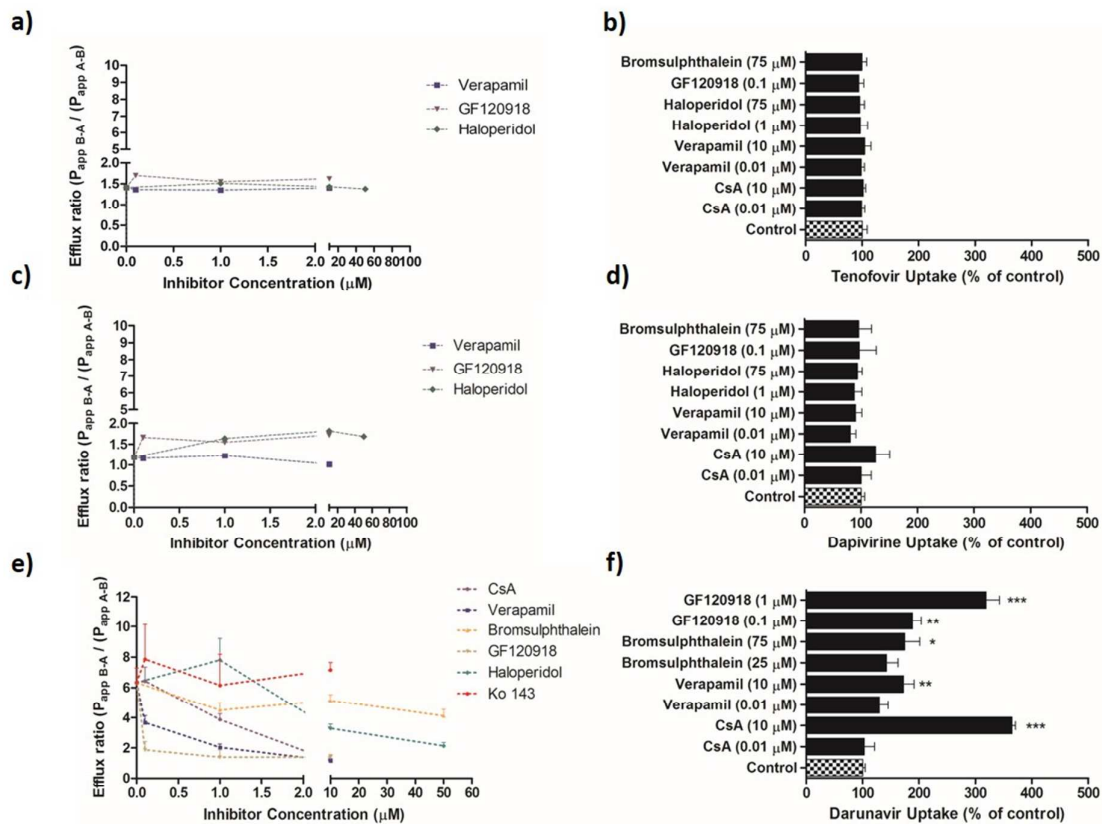 a)
Efflux ratio (Papp B-A / (Papp A-B)
10
9
8
7
6
5
2.0
1.5
1.0
0.5
0.0
0.0 0.5 1.0 1.5 2.0 20 40 60 80 100
Inhibitor Concentration (μM)
Verapamil
GF120918
Haloperidol
b)
Bromsulphthalein (75 μM)
GF120918 (0.1 μM)
Haloperidol (75 μM)
Haloperidol (1 μM)
Verapamil (10 μM)
Verapamil (0.01 μM)
CsA (10 μM)
CsA (0.01 μM)
Control
0 100 200 300 400 500
Tenofovir Uptake (% of control)
c)
Efflux ratio (Papp B-A / (Papp A-B)
10
9
8
7
6
5
2.0
1.5
1.0
0.5
0.0
0.0 0.5 1.0 1.5 2.0 20 40 60 80 100
Inhibitor Concentration (μM)
Verapamil
GF120918
Haloperidol
d)
Bromsulphthalein (75 μM)
GF120918 (0.1 μM)
Haloperidol (75 μM)
Haloperidol (1 μM)
Verapamil (10 μM)
Verapamil (0.01 μM)
CsA (10 μM)
CsA (0.01 μM)
Control
0 100 200 300 400 500
Dapivirine Uptake (% of control)
e)
Efflux ratio (Papp B-A / (Papp A-B)
12
10
8
6
4
2
0
0.0 0.5 1.0 1.5 2.0 10 20 30 40 50 60
Inhibitor Concentration (μM)
CsA
Verapamil
Bromsulphthalein
GF120918
Haloperidol
Ko 143
f)
GF120918 (1 μM) ***
GF120918 (0.1 μM) **
Bromsulphthalein (75 μM) *
Bromsulphthalein (25 μM)
Verapamil (10 μM) **
Verapamil (0.01 μM)
CsA (10 μM) ***
CsA (0.01 μM)
Control
0 100 200 300 400 500
Darunavir Uptake (% of control)